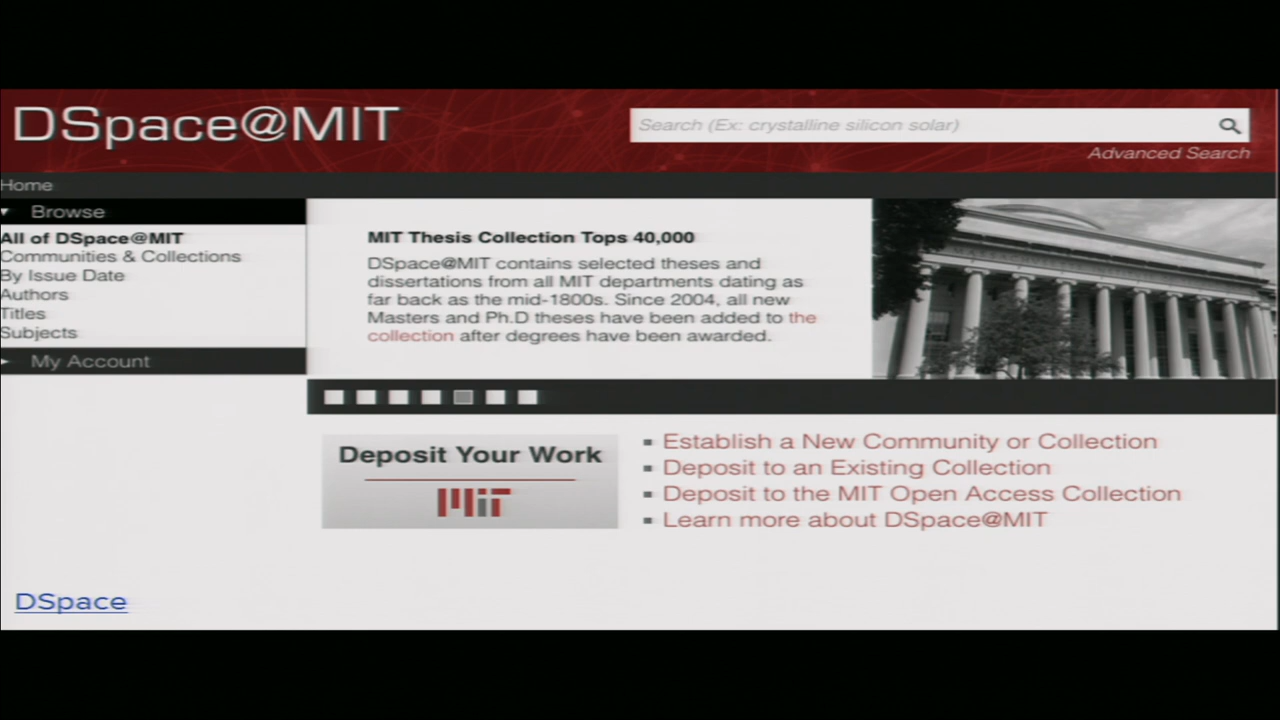 DSpace@MIT
Search (Ex: crystalline silicon solar)
Advanced Search
Home
Browse
All of DSpace@MIT
Communities & Collections
By Issue Date
Authors
Titles
Subjects
My Account
MIT Thesis Collection Tops 40,000
DSpace@MIT contains selected theses and
dissertations from all MIT departments dating as
far back as the mid-1800s. Since 2004, all new
Masters and Ph.D theses have been added to the
collection after degrees have been awarded.
Deposit Your Work
MIT
Establish a New Community or Collection
Deposit to an Existing Collection
Deposit to the MIT Open Access Collection
Learn more about DSpace@MIT
DSpace